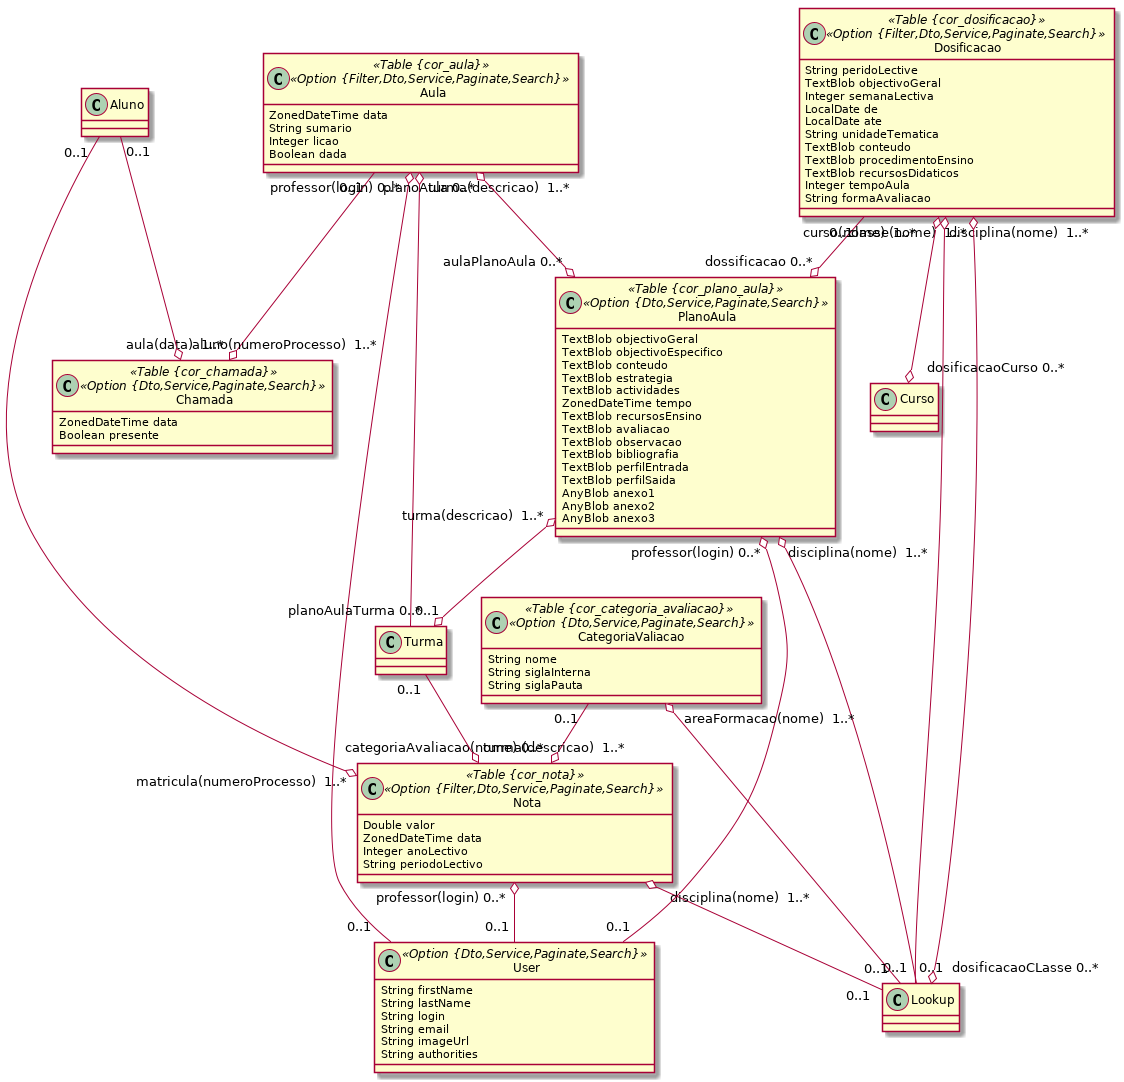 «Table {cor_dosificacao}»
C
«Option {Filter,Dto,Service,Paginate,Search}»
Dosificacao
String peridoLective
TextBlob objectivoGeral
Integer semanaLectiva
LocalDate de
LocalDate ate
String unidadeTematica
TextBlob conteudo
TextBlob procedimentoEnsino
TextBlob recursosDidaticos
Integer tempoAula
String formaAvaliacao
«Table {cor_aula}»
C
«Option {Filter,Dto,Service,Paginate,Search}»
Aula
ZonedDateTime data
String sumario
Integer licao
Boolean dada
C
Aluno
0..1
0..1
professor(login) 0..*
0..1
planoAula 0..*
turma(descricao) 1..*
curso(nome) 1..*
0..1
classe(nome) 1..*
disciplina(nome) 1..*
aulaPlanoAula 0..*
dossificacao 0..*
«Table {cor_plano_aula}»
C
«Option {Dto,Service,Paginate,Search}»
PlanoAula
TextBlob objectivoGeral
TextBlob objectivoEspecifico
TextBlob conteudo
TextBlob estrategia
TextBlob actividades
ZonedDateTime tempo
TextBlob recursosEnsino
TextBlob avaliacao
TextBlob observacao
TextBlob bibliografia
TextBlob perfilEntrada
TextBlob perfilSaida
AnyBlob anexo1
AnyBlob anexo2
AnyBlob anexo3
aula(data) 1..*
aluno(numeroProcesso) 1..*
«Table {cor_chamada}»
C
«Option {Dto,Service,Paginate,Search}»
Chamada
ZonedDateTime data
Boolean presente
dosificacaoCurso 0..*
C
Curso
turma(descricao) 1..*
professor(login) 0..*
disciplina(nome) 1..*
planoAulaTurma 0..*
0..1
C
Turma
0..1
«Table {cor_categoria_avaliacao}»
C
«Option {Dto,Service,Paginate,Search}»
CategoriaValiacao
String nome
String siglaInterna
String siglaPauta
0..1
areaFormacao(nome) 1..*
categoriaAvaliacao(nome) 0..*
turma(descricao) 1..*
matricula(numeroProcesso) 1..*
«Table {cor_nota}»
C
«Option {Filter,Dto,Service,Paginate,Search}»
Nota
Double valor
ZonedDateTime data
Integer anoLectivo
String periodoLectivo
professor(login) 0..*
disciplina(nome) 1..*
0..1
0..1
0..1
«Option {Dto,Service,Paginate,Search}»
C
User
String firstName
String lastName
String login
String email
String imageUrl
String authorities
0..1
0..1
0..1
dosificacaoCLasse 0..*
0..1
C
Lookup